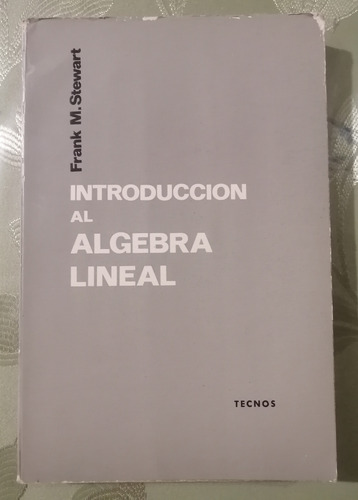 Frank M. Stewart
INTRODUCCION
AL
ALGEBRA
LINEAL
TECNOS